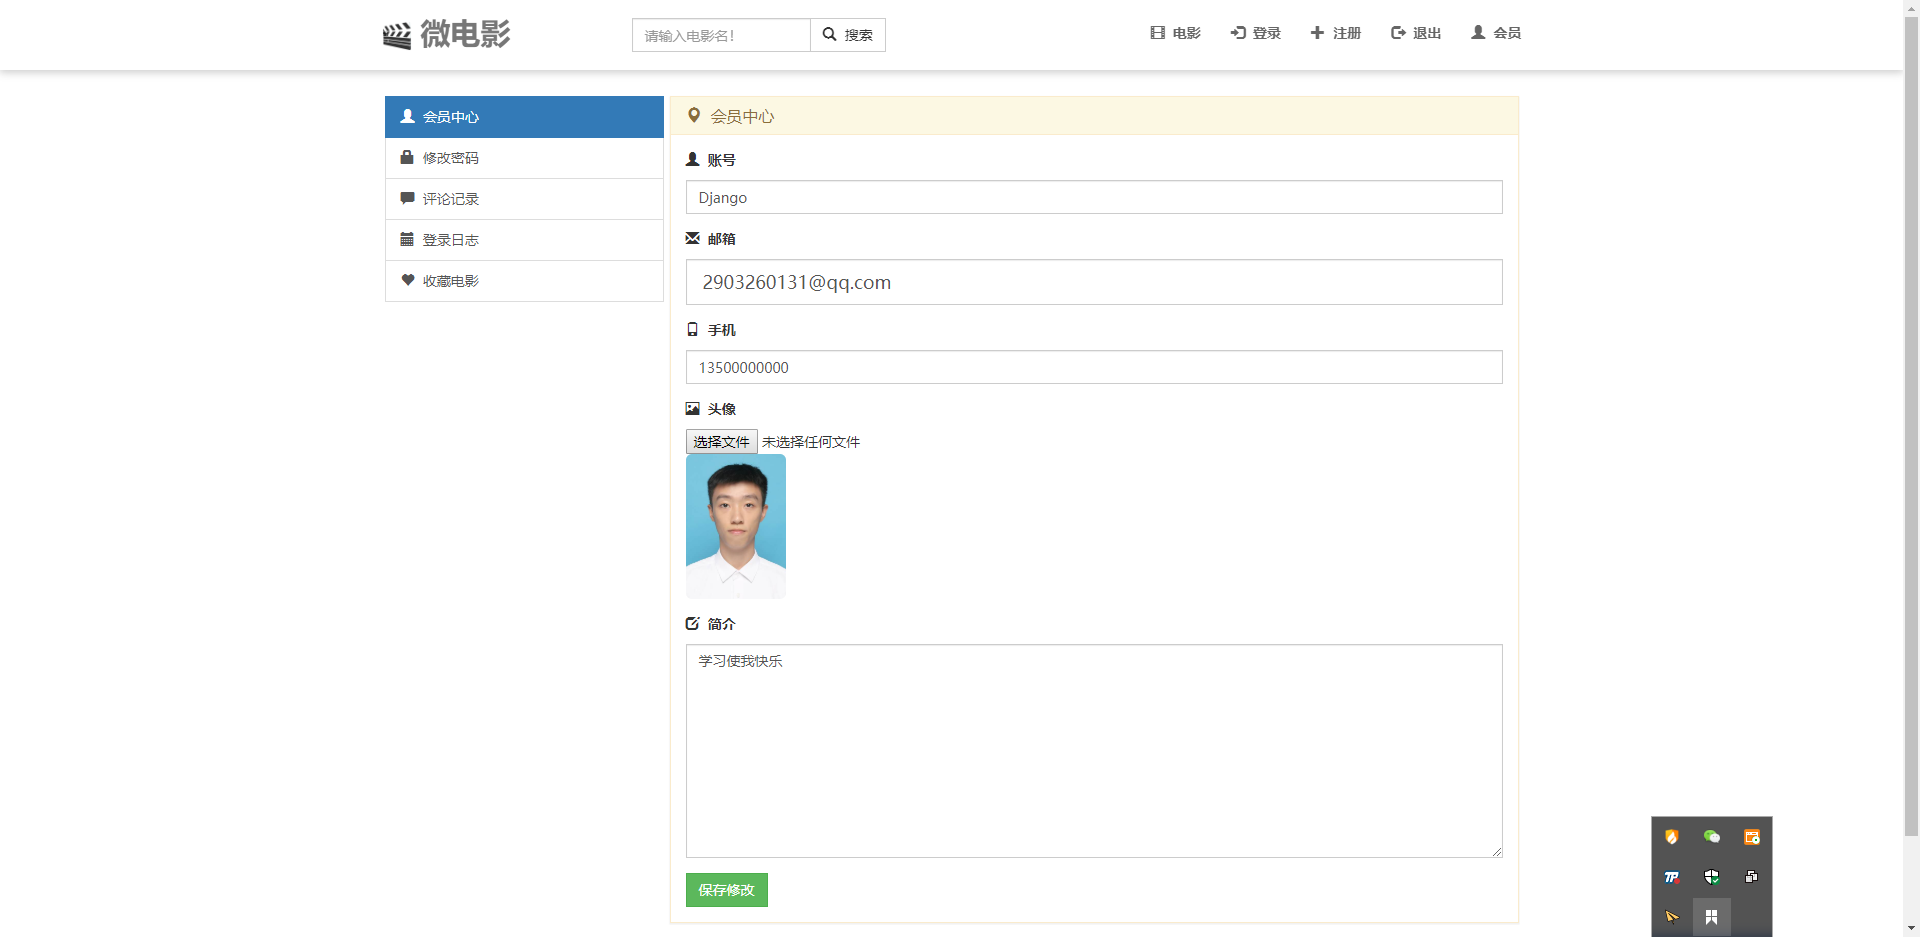 微电影
请输入电影名！
搜索
电影
登录
注册
退出
会员
会员中心
修改密码
评论记录
登录日志
收藏电影
会员中心
账号
Django
邮箱
2903260131@qq.com
手机
13500000000
头像
选择文件 未选择任何文件
简介
学习使我快乐
保存修改
TP